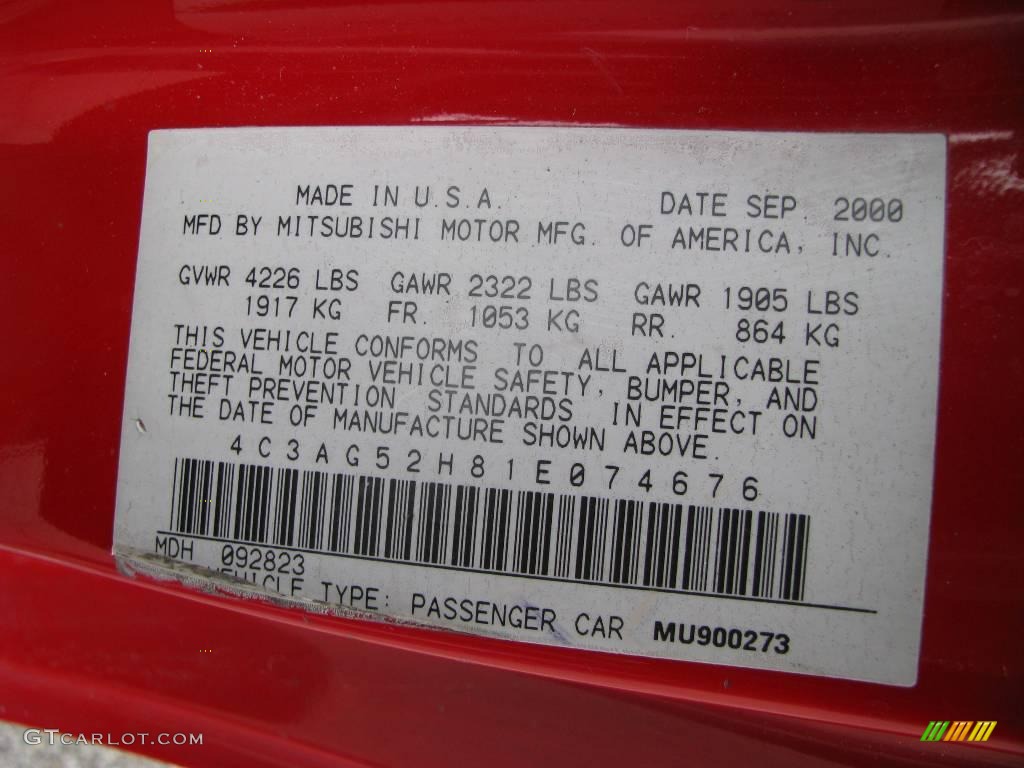 MADE IN U.S.A. DATE SEP. 2000
MFD BY MITSUBISHI MOTOR MFG. OF AMERICA, INC.
GVWR 4226 LBS GAWR 2322 LBS GAWR 1905 LBS
1917 KG FR. 1053 KG RR. 864 KG
THIS VEHICLE CONFORMS TO ALL APPLICABLE
FEDERAL MOTOR VEHICLE SAFETY, BUMPER, AND
THEFT PREVENTION STANDARDS IN EFFECT ON
THE DATE OF MANUFACTURE SHOWN ABOVE.
4C3AG52H81E074676
MDH 092823
VEHICLE TYPE: PASSENGER CAR MU900273
GTCARLOT.COM